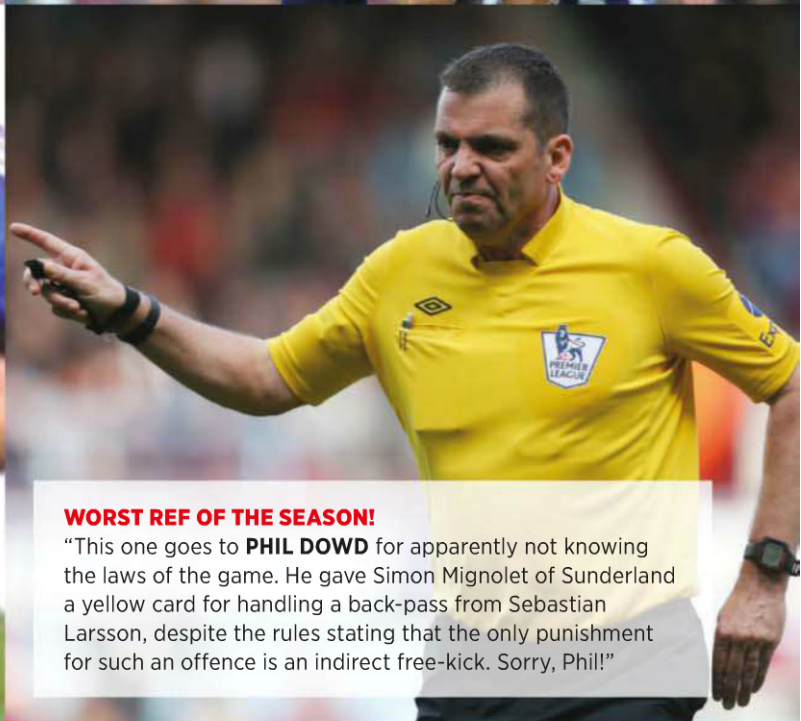 PREMIER
LEAGUE
WORST REF OF THE SEASON!
“This one goes to PHIL DOWD for apparently not knowing
the laws of the game. He gave Simon Mignolet of Sunderland
a yellow card for handling a back-pass from Sebastian
Larsson, despite the rules stating that the only punishment
for such an offence is an indirect free-kick. Sorry, Phil!”